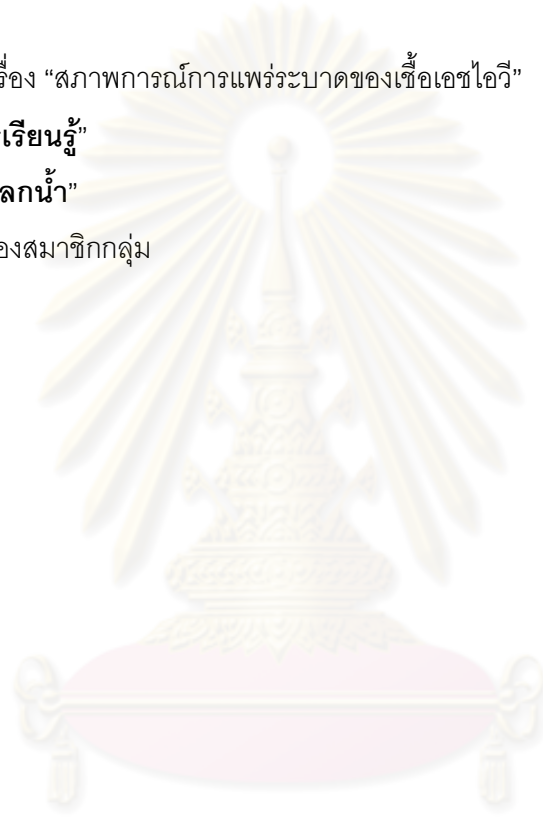 รื่อง “สภาพการณ์การแพร่ระบาดของเชื้อเอชไอวี”
เรียนรู้”
ลกน้ำ”
องสมาชิกกลุ่ม